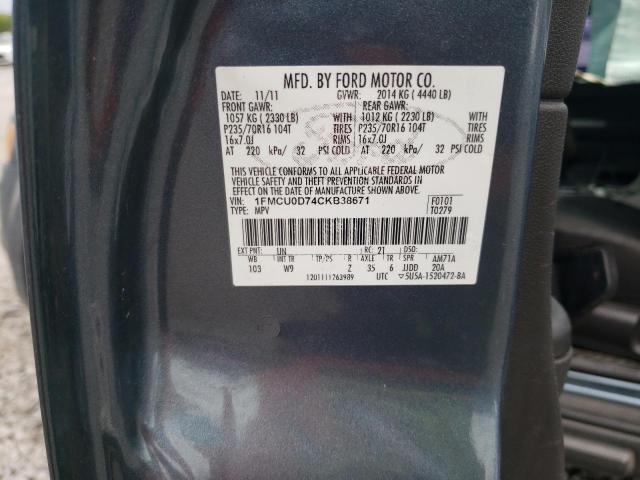 MFD. BY FORD MOTOR CO.
DATE: 11/11 GVWR: 2014 KG ( 4440 LB)
FRONT GAWR: REAR GAWR:
1057 KG ( 2330 LB) WITH 1012 KG ( 2230 LB) WITH
P235/70R16 104T TIRES P235/70R16 104T TIRES
16x7.0J RIMS 16x7.0J RIMS
AT 220 kPa/ 32 PSI COLD AT 220 kPa/ 32 PSI COLD
THIS VEHICLE CONFORMS TO ALL APPLICABLE FEDERAL MOTOR
VEHICLE SAFETY AND BUMPER AND THEFT PREVENTION STANDARDS IN
EFFECT ON THE DATE OF MANUFACTURE SHOWN ABOVE.
VIN: 1FMCU0D74CKB38671 F0101
TYPE: MPV T0279
EXT PNT: UN RC: 21 DSO:
WB INT TR TP/PS R AXLE TR SPR AM71A
103 W9 Z 35 6 JJDD 20A
1201111263989 UTC ▽5U5A-1520472-BA